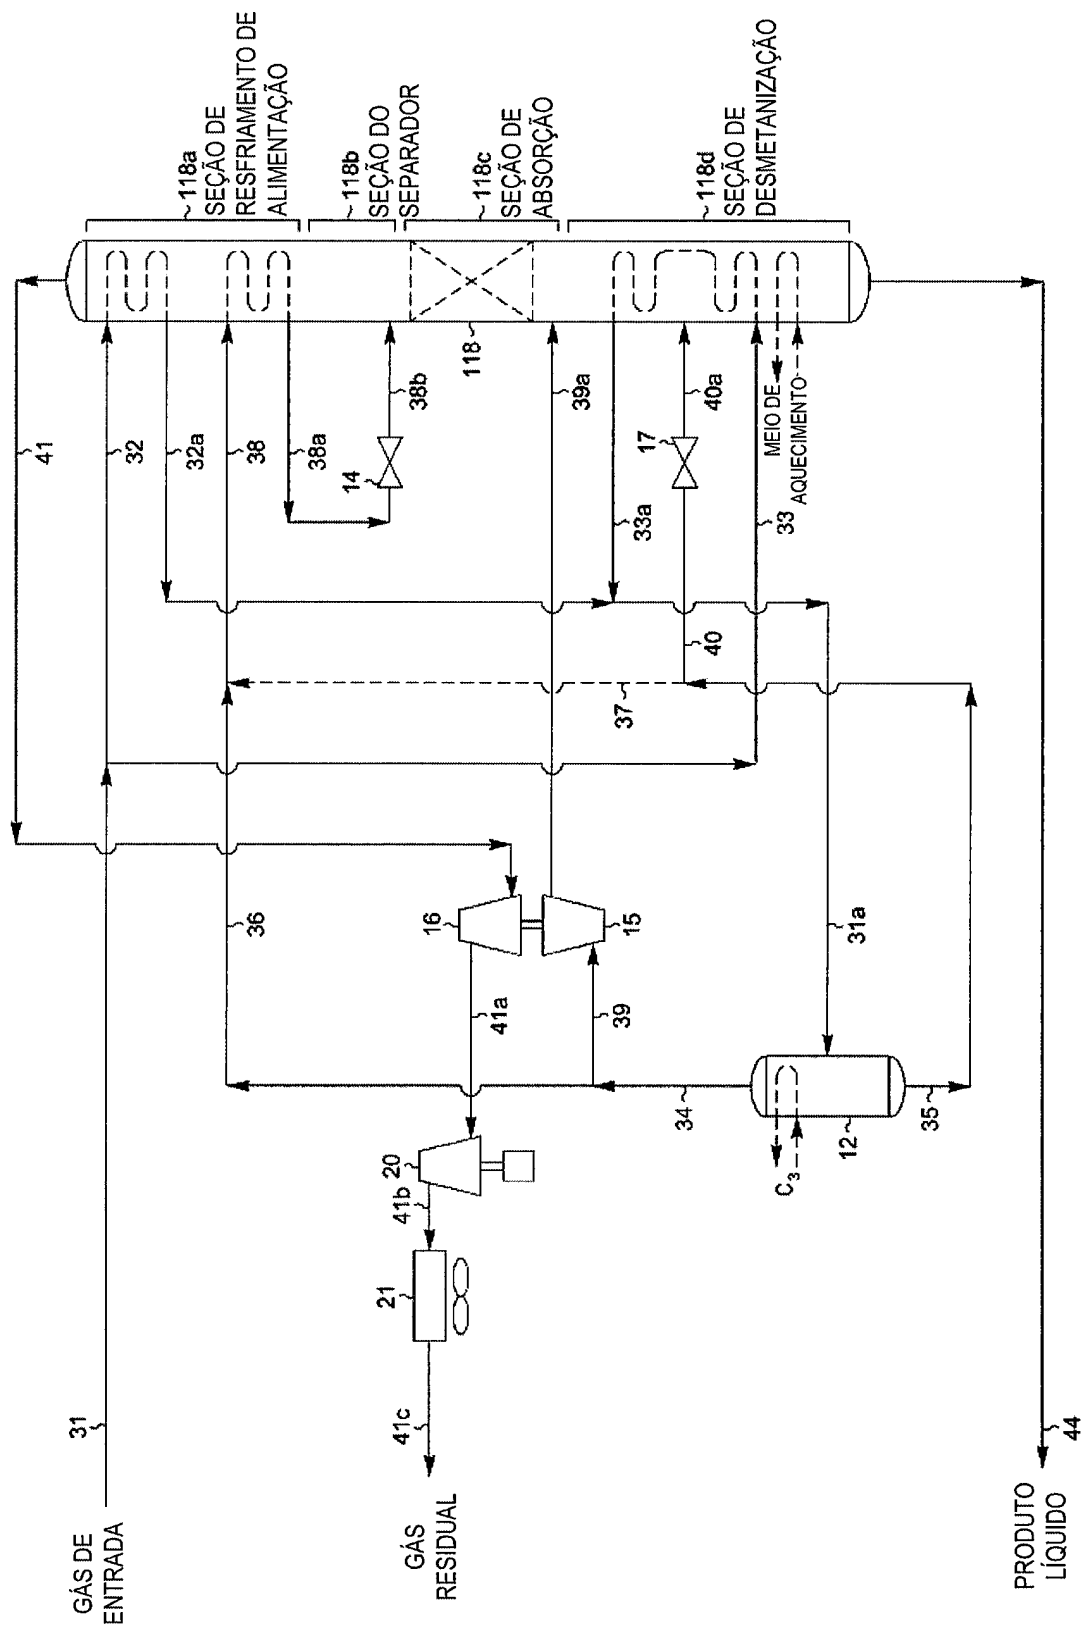 118a
SEÇÃO DE
RESFRIAMENTO DE
ALIMENTAÇÃO
118b
SEÇÃO DO
SEPARADOR
118c
SEÇÃO DE
ABSORÇÃO
118d
SEÇÃO DE
DESMETANIZAÇÃO
41
32
32a
38
38a
14
38b
118
39a
33a
17
40a
MEIO DE
AQUECIMENTO
33
40
37
36
16
15
31a
41a
39
34
12
35
C3
20
41b
21
41c
31
44
GÁS DE
ENTRADA
GÁS
RESIDUAL
PRODUTO
LÍQUIDO